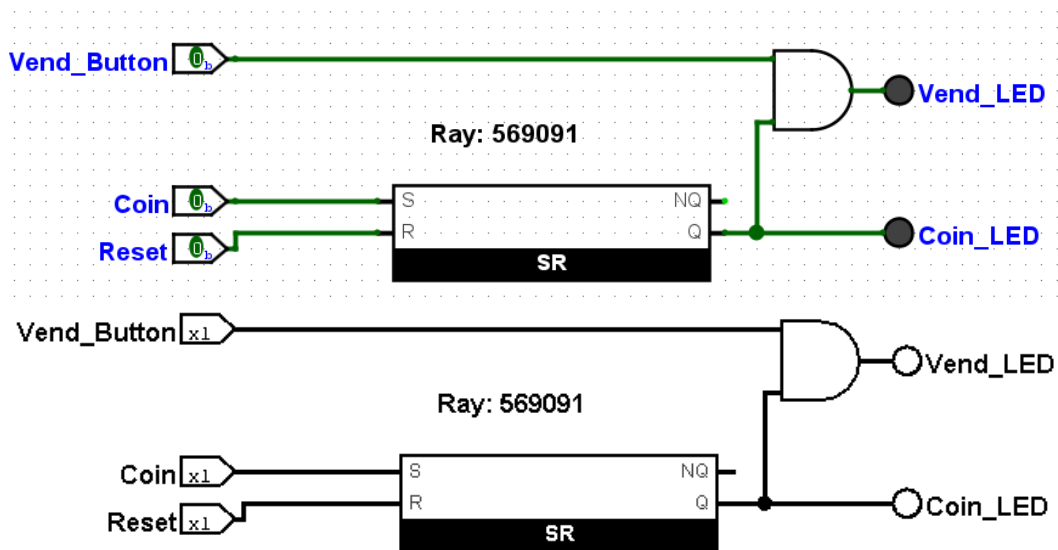 Vend_Button 0b
Vend_LED
Ray: 569091
Coin 0b
S NQ
Reset 0b
R Q
Coin_LED
SR
Vend_Button x1
Vend_LED
Ray: 569091
Coin x1
S NQ
Reset x1
R Q
Coin_LED
SR